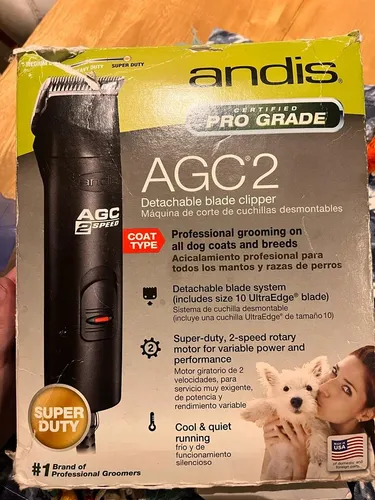 SUPER DUTY
andis
CERTIFIED
PRO GRADE
AGC®2
Detachable blade clipper
Máquina de corte de cuchillas desmontables
AGC
2 SPEED
COAT
TYPE
Professional grooming on
all dog coats and breeds
Acicalamiento profesional para
todos los mantos y razas de perros
Detachable blade system
(includes size 10 UltraEdge® blade)
Sistema de cuchilla desmontable
(incluye una cuchilla UltraEdge® de tamaño 10)
2
Super-duty, 2-speed rotary
motor for variable power and
performance
Motor giratorio de 2
velocidades, para
servicio muy exigente,
de potencia y
rendimiento variable
SUPER
DUTY
Cool & quiet
running
frío y de
funcionamiento
silencioso
#1 Brand of
Professional Groomers
Made in
USA